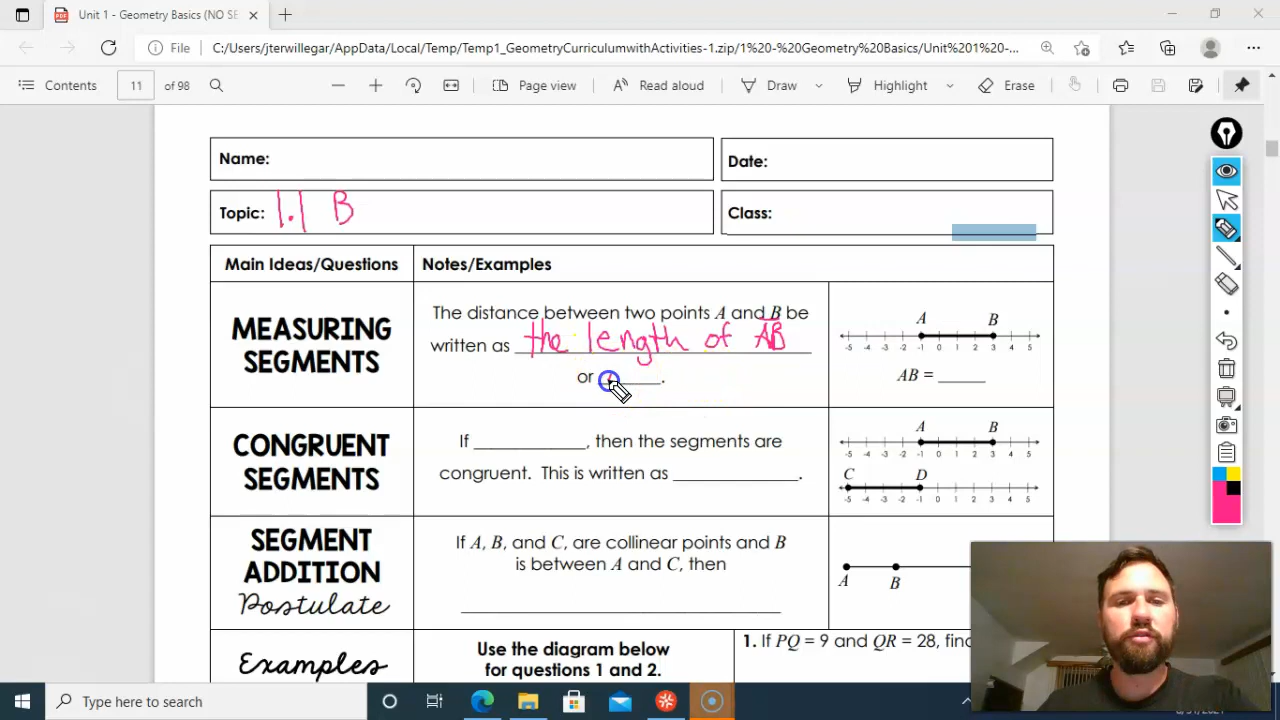 Unit 1 - Geometry Basics (NO SE
File C:/Users/jterwillegar/AppData/Local/Temp/Temp1_GeometryCurriculumwithActivities-1.zip/1%20-%20Geometry%20Basics/Unit%201%20-...
Contents 11 of 98 Page view Read aloud Draw Highlight Erase
Name:
Date:
Topic: 1.1 B
Class:
Main Ideas/Questions
Notes/Examples
MEASURING
SEGMENTS
The distance between two points A and B be
written as the length of AB
or ______.
A B
-5 -4 -3 -2 -1 0 1 2 3 4 5
AB = ______
CONGRUENT
SEGMENTS
If ____________, then the segments are
congruent. This is written as ______________.
A B
-5 -4 -3 -2 -1 0 1 2 3 4 5
C D
-5 -4 -3 -2 -1 0 1 2 3 4 5
SEGMENT
ADDITION
Postulate
If A, B, and C, are collinear points and B
is between A and C, then
A B
Examples
Use the diagram below
for questions 1 and 2.
1. If PQ = 9 and QR = 28, find
Type here to search